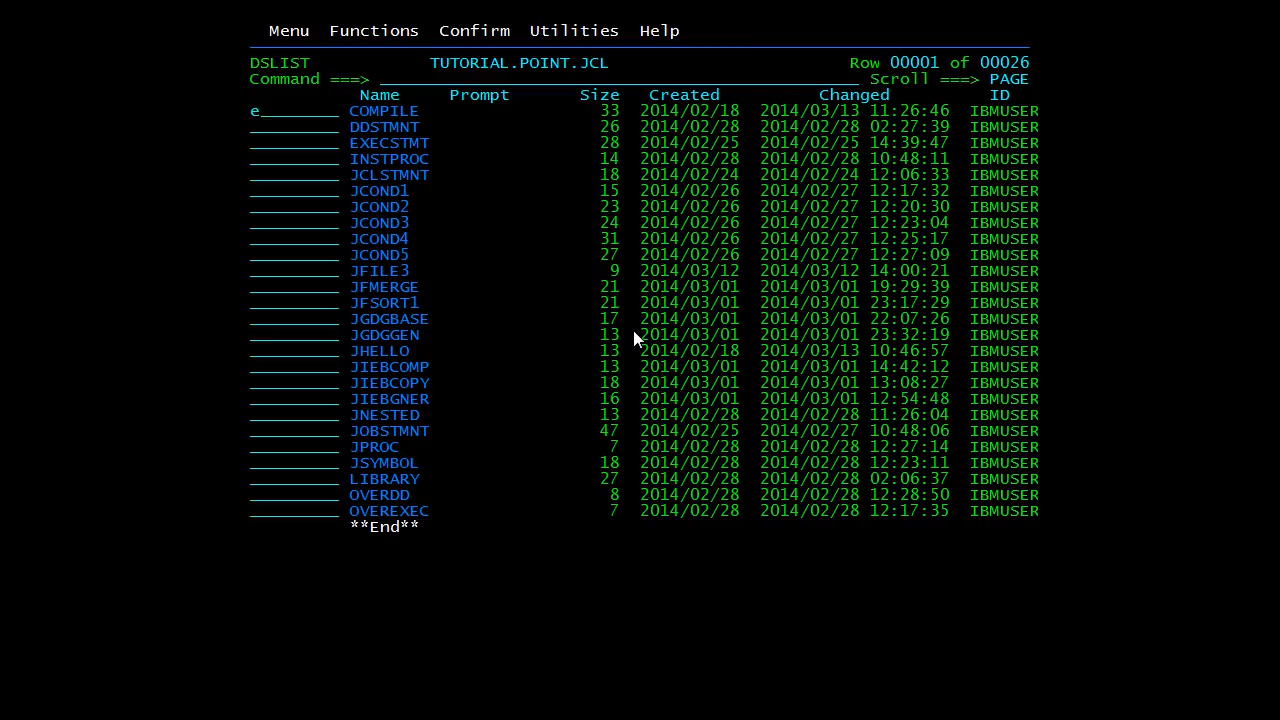 Menu Functions Confirm Utilities Help
DSLIST TUTORIAL.POINT.JCL Row 00001 of 00026
Command ===> Scroll ===> PAGE
Name Prompt Size Created Changed ID
e COMPILE 33 2014/02/18 2014/03/13 11:26:46 IBMUSER
DDSTMNT 26 2014/02/28 2014/02/28 02:27:39 IBMUSER
EXECSTMT 28 2014/02/25 2014/02/25 14:39:47 IBMUSER
INSTPROC 14 2014/02/28 2014/02/28 10:48:11 IBMUSER
JCLSTMNT 18 2014/02/24 2014/02/24 12:06:33 IBMUSER
JCOND1 15 2014/02/26 2014/02/27 12:17:32 IBMUSER
JCOND2 23 2014/02/26 2014/02/27 12:20:30 IBMUSER
JCOND3 24 2014/02/26 2014/02/27 12:23:04 IBMUSER
JCOND4 31 2014/02/26 2014/02/27 12:25:17 IBMUSER
JCOND5 27 2014/02/26 2014/02/27 12:27:09 IBMUSER
JFILE3 9 2014/03/12 2014/03/12 14:00:21 IBMUSER
JFMERGE 21 2014/03/01 2014/03/01 19:29:39 IBMUSER
JFSORT1 21 2014/03/01 2014/03/01 23:17:29 IBMUSER
JGDGBASE 17 2014/03/01 2014/03/01 22:07:26 IBMUSER
JGDGGEN 13 2014/03/01 2014/03/01 23:32:19 IBMUSER
JHELLO 13 2014/02/18 2014/03/13 10:46:57 IBMUSER
JIEBCOMP 13 2014/03/01 2014/03/01 14:42:12 IBMUSER
JIEBCOPY 18 2014/03/01 2014/03/01 13:08:27 IBMUSER
JIEBGNER 16 2014/03/01 2014/03/01 12:54:48 IBMUSER
JNESTED 13 2014/02/28 2014/02/28 11:26:04 IBMUSER
JOBSTMNT 47 2014/02/25 2014/02/27 10:48:06 IBMUSER
JPROC 7 2014/02/28 2014/02/28 12:27:14 IBMUSER
JSYMBOL 18 2014/02/28 2014/02/28 12:23:11 IBMUSER
LIBRARY 27 2014/02/28 2014/02/28 02:06:37 IBMUSER
OVERDD 8 2014/02/28 2014/02/28 12:28:50 IBMUSER
OVEREXEC 7 2014/02/28 2014/02/28 12:17:35 IBMUSER
**End**